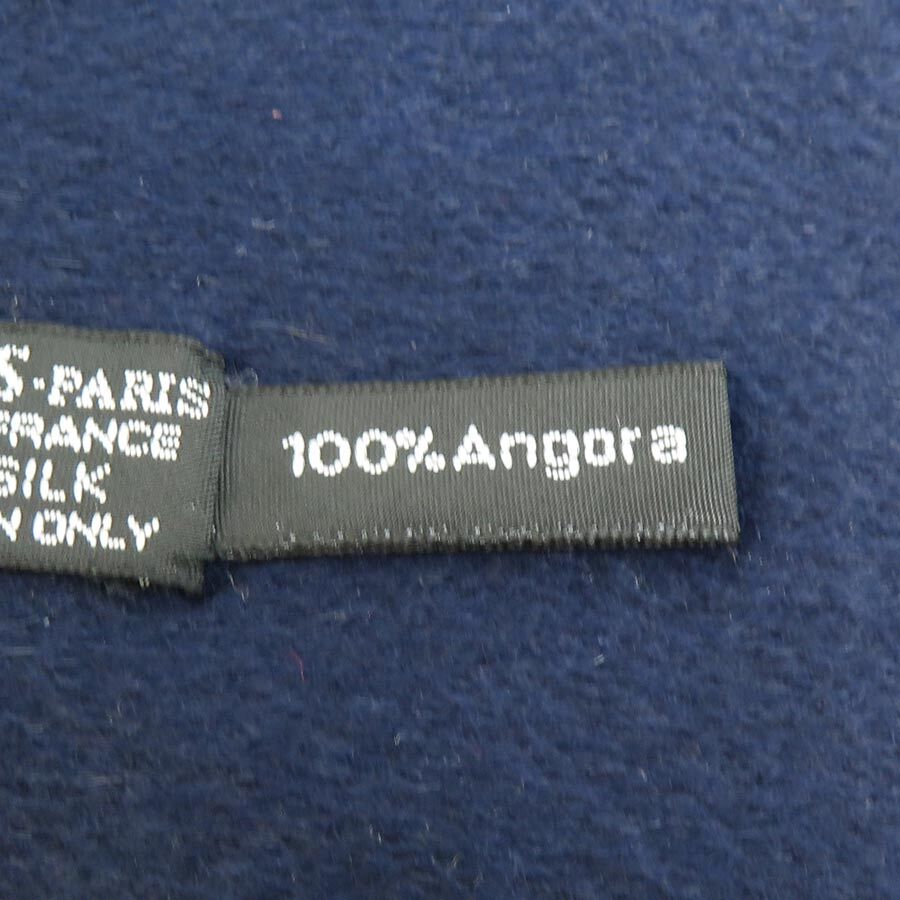 S-PARIS
FRANCE
SILK
N ONLY
100% Angora